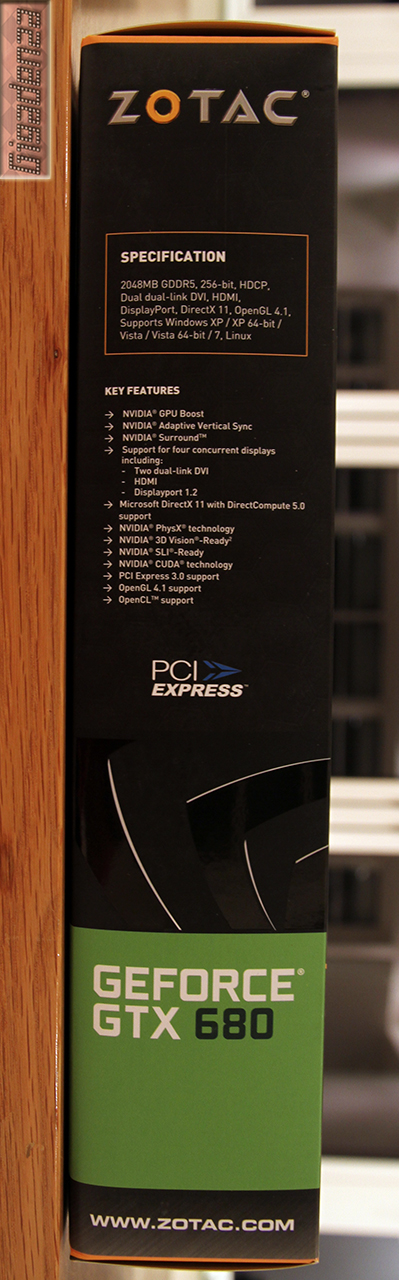 ZOTAC®
SPECIFICATION
2048MB GDDR5, 256-bit, HDCP,
Dual dual-link DVI, HDMI,
DisplayPort, DirectX 11, OpenGL 4.1,
Supports Windows XP / XP 64-bit /
Vista / Vista 64-bit / 7, Linux
KEY FEATURES
→ NVIDIA® GPU Boost
→ NVIDIA® Adaptive Vertical Sync
→ NVIDIA® Surround™
→ Support for four concurrent displays
including:
- Two dual-link DVI
- HDMI
- Displayport 1.2
→ Microsoft DirectX 11 with DirectCompute 5.0
support
→ NVIDIA® PhysX® technology
→ NVIDIA® 3D Vision®-Ready²
→ NVIDIA® SLI®-Ready
→ NVIDIA® CUDA® technology
→ PCI Express 3.0 support
→ OpenGL 4.1 support
→ OpenCL™ support
PCI
EXPRESS™
GEFORCE®
GTX 680
WWW.ZOTAC.COM